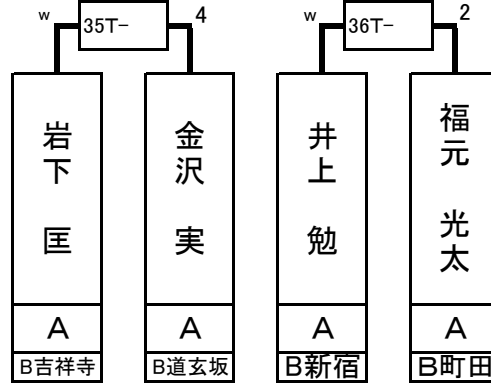 w 35T− 4 w 36T− 2
岩下 匡
金沢 実
井上 勉
福元 光太
A A A A
B吉祥寺 B道玄坂 B新宿 B町田